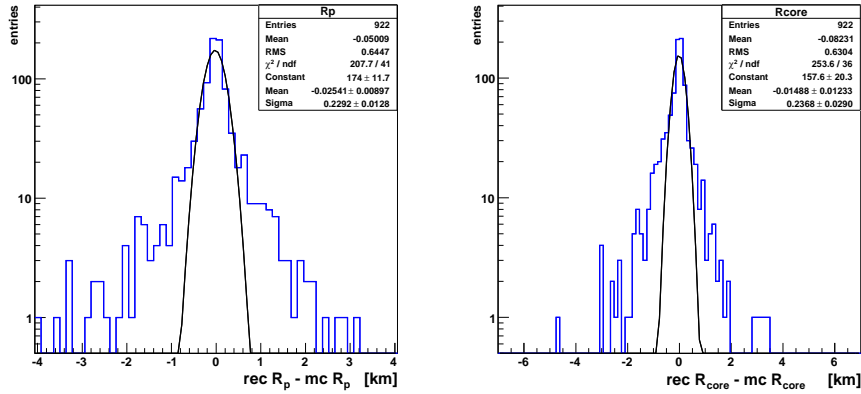 entries
100
10
1
-4
-3
-2
-1
0
1
2
3
4
rec Rp - mc Rp [km]
Rp
Entries 922
Mean -0.05009
RMS 0.6447
χ² / ndf 207.7 / 41
Constant 174 ± 11.7
Mean -0.02541 ± 0.00897
Sigma 0.2292 ± 0.0128
entries
100
10
1
-6
-4
-2
0
2
4
6
rec Rcore - mc Rcore [km]
Rcore
Entries 922
Mean -0.08231
RMS 0.6304
χ² / ndf 253.6 / 36
Constant 157.6 ± 20.3
Mean -0.01488 ± 0.01233
Sigma 0.2368 ± 0.0290